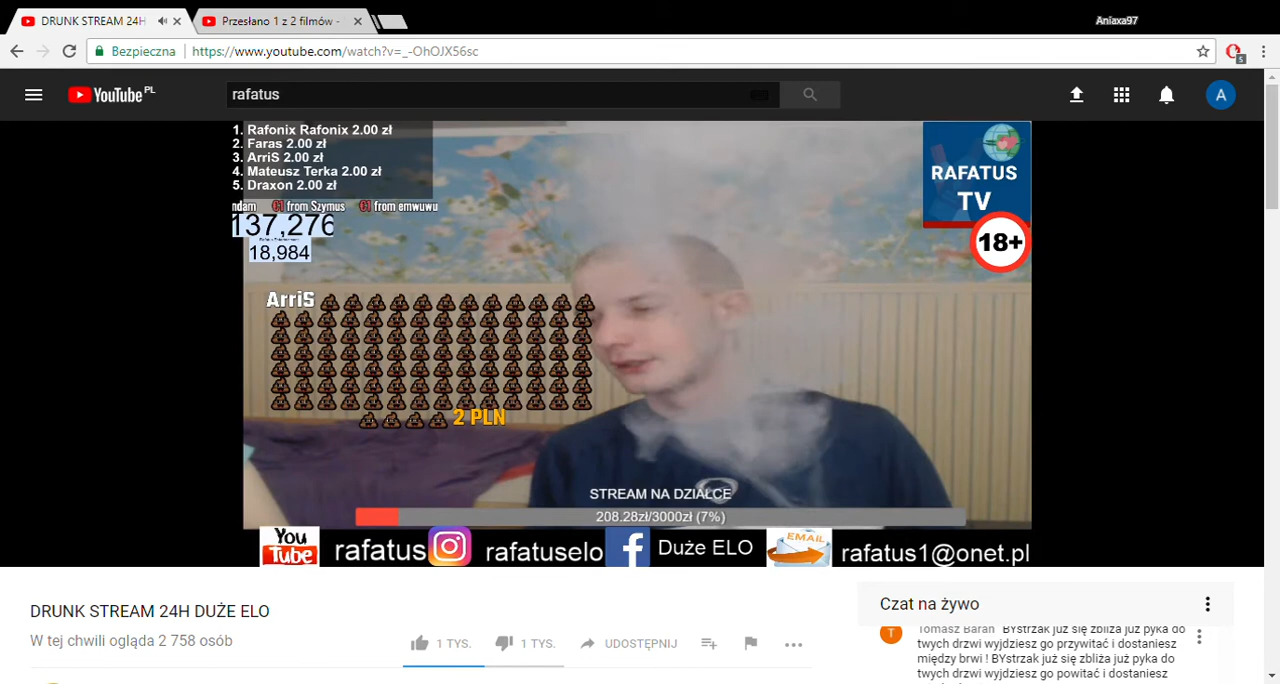 DRUNK STREAM 24H
Przesłano 1 z 2 filmów -
Aniaxa97
Bezpieczna
https://www.youtube.com/watch?v=_-OhOJX56sc
5
YouTube PL
rafatus
A
1. Rafonix Rafonix 2.00 zł
2. Faras 2.00 zł
3. ArriS 2.00 zł
4. Mateusz Terka 2.00 zł
5. Draxon 2.00 zł
ndam €1 from Szymus €1 from emwuwu
137,276
18,984
RAFATUS
TV
18+
ArriS
2 PLN
STREAM NA DZIAŁCE
208.28zł/3000zł (7%)
You
Tube
rafatus
rafatuselo
f
Duże ELO
EMAIL
rafatus1@onet.pl
DRUNK STREAM 24H DUŻE ELO
W tej chwili ogląda 2 758 osób
1 TYS.
1 TYS.
UDOSTĘPNIJ
Czat na żywo
T
Tomasz Baran BYstrzak już się zbliża już pyka do
twych drzwi wyjdziesz go przywitać i dostaniesz
między brwi ! BYstrzak już się zbliża już pyka do
twych drzwi wyjdziesz go powitać i dostaniesz